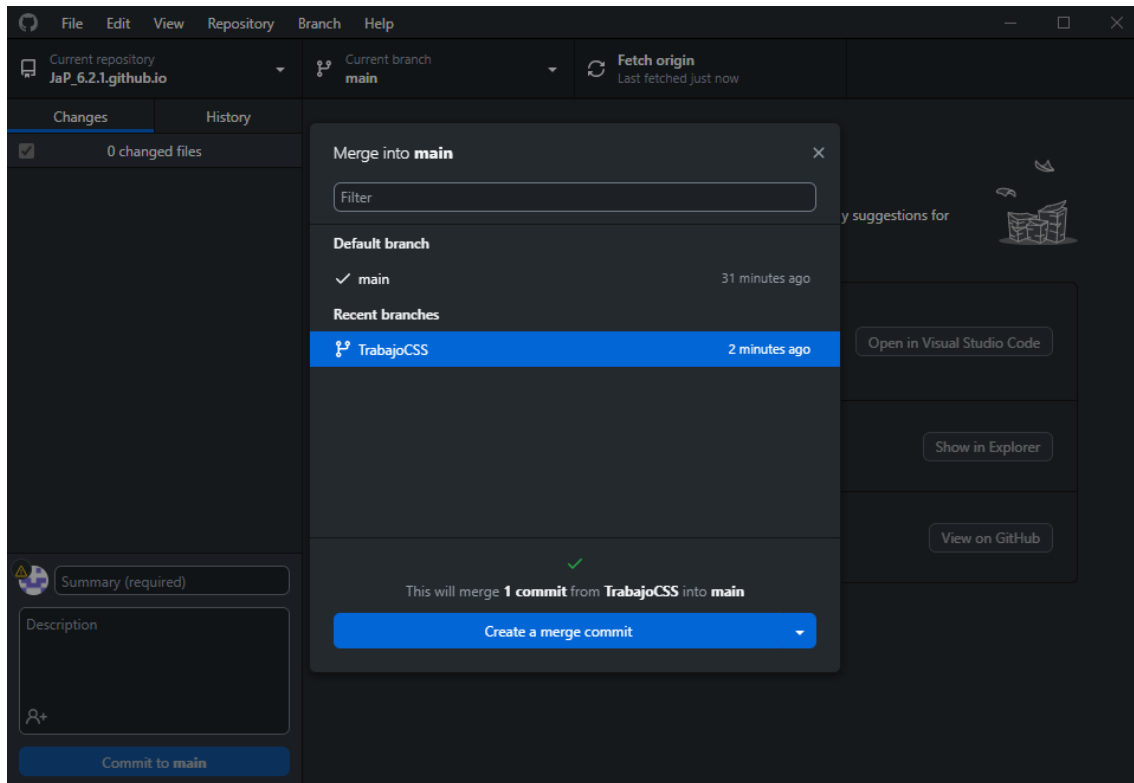 File Edit View Repository Branch Help
Current repository
JaP_6.2.1.github.io
Current branch
main
Fetch origin
Last fetched just now
Changes History
0 changed files
Merge into main
Filter
y suggestions for
Default branch
main 31 minutes ago
Recent branches
TrabajoCSS 2 minutes ago
Open in Visual Studio Code
Show in Explorer
View on GitHub
This will merge 1 commit from TrabajoCSS into main
Create a merge commit
Summary (required)
Description
Commit to main